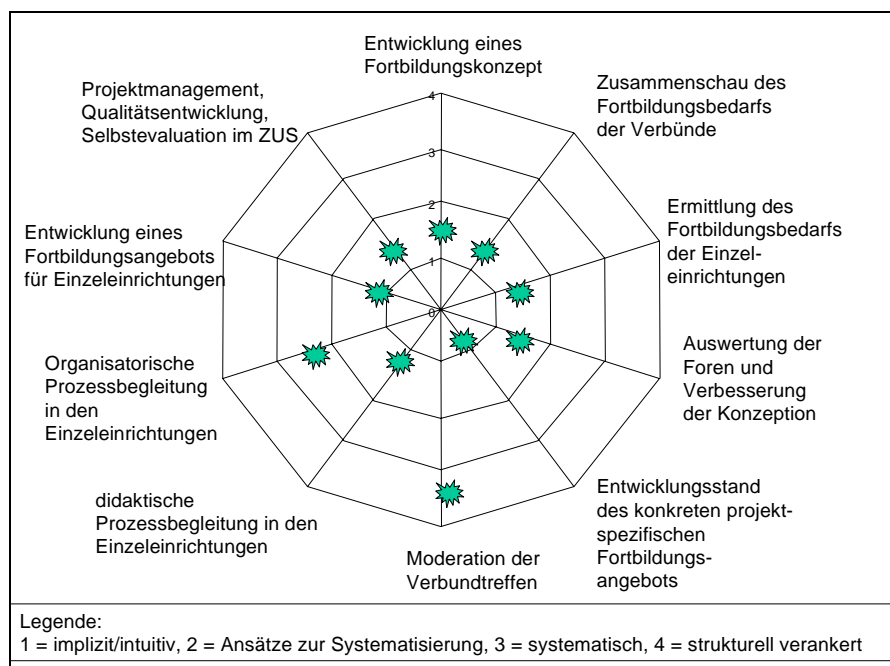 Entwicklung eines
Fortbildungskonzept
Zusammenschau des
Fortbildungsbedarfs
der Verbünde
Projektmanagement,
Qualitätsentwicklung,
Selbstevaluation im ZUS
4
3
2
1
0
Ermittlung des
Fortbildungsbedarfs
der Einzel-
einrichtungen
Entwicklung eines
Fortbildungsangebots
für Einzeleinrichtungen
Auswertung der
Foren und
Verbesserung
der Konzeption
Organisatorische
Prozessbegleitung
in den
Einzeleinrichtungen
Entwicklungsstand
des konkreten projekt-
spezifischen
Fortbildungs-
angebots
didaktische
Prozessbegleitung in den
Einzeleinrichtungen
Moderation der
Verbundtreffen
Legende:
1 = implizit/intuitiv, 2 = Ansätze zur Systematisierung, 3 = systematisch, 4 = strukturell verankert